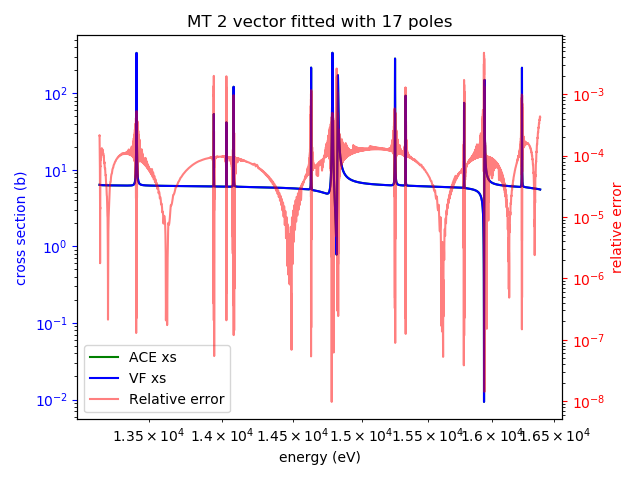 MT 2 vector fitted with 17 poles
10²
10¹
10⁰
10⁻¹
10⁻²
cross section (b)
10⁻³
10⁻⁴
10⁻⁵
10⁻⁶
10⁻⁷
10⁻⁸
relative error
ACE xs
VF xs
Relative error
1.35 × 10⁴ 1.4 × 10⁴ 1.45 × 10⁴ 1.5 × 10⁴ 1.55 × 10⁴ 1.6 × 10⁴ 1.65 × 10⁴
energy (eV)